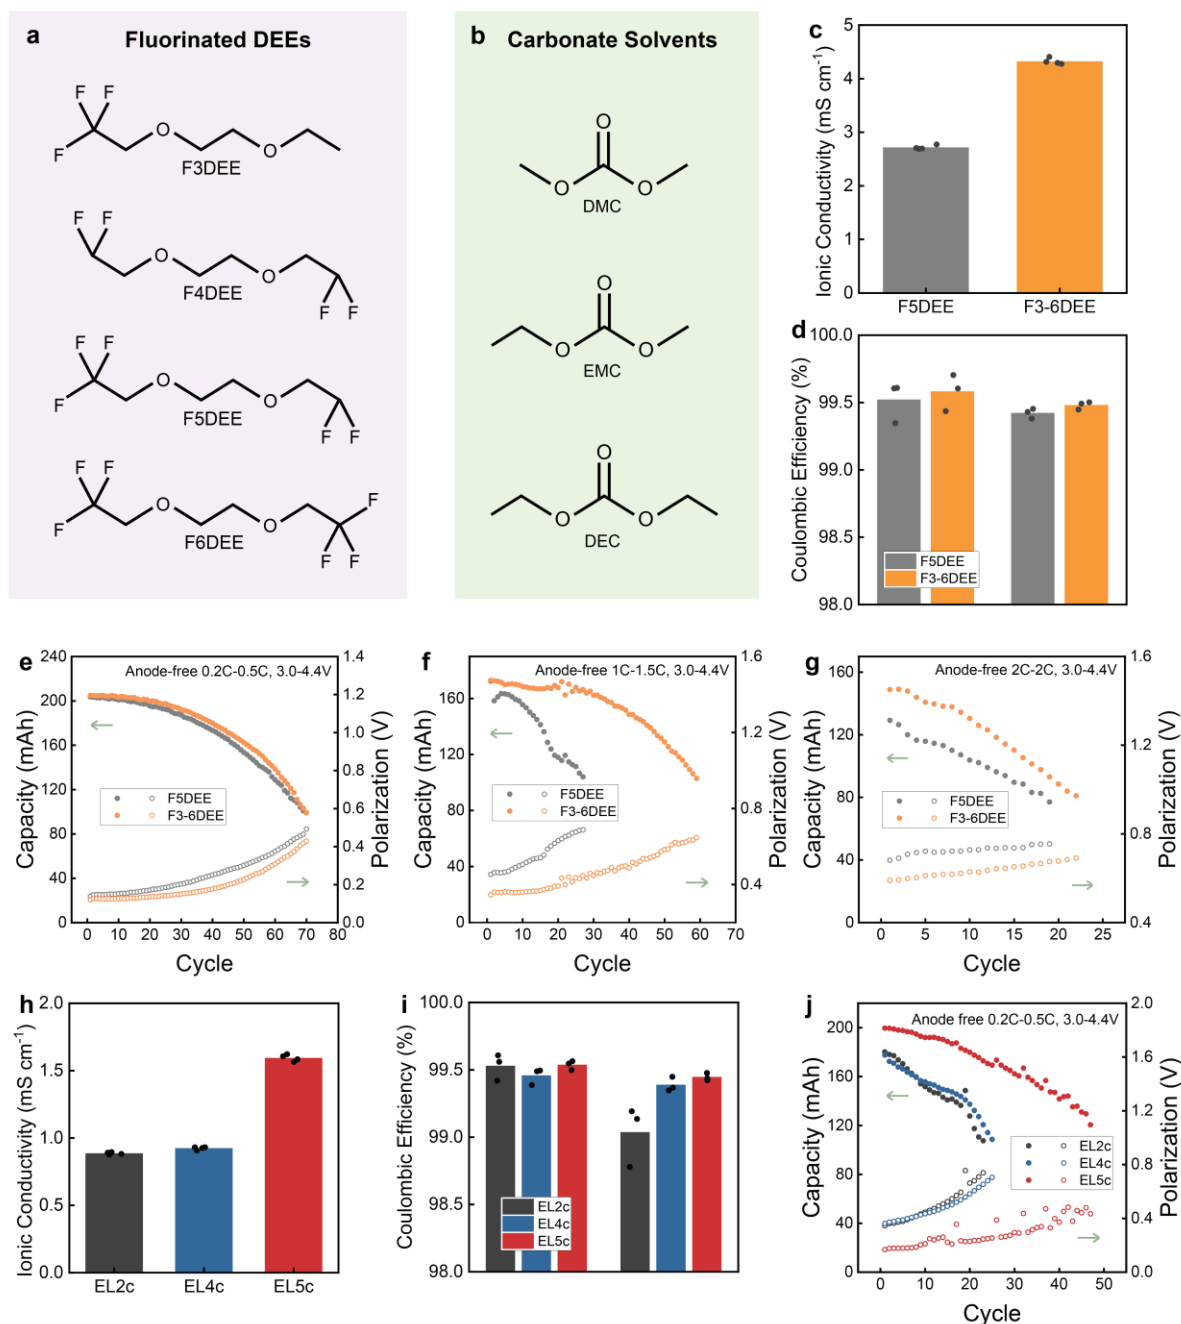 a
Fluorinated DEEs
F F
F
O
O
F3DEE
F F
O
O
F4DEE
F F
F F
F
O
O
F5DEE
F F
F F
F
O
O
F
F6DEE
F F
b
Carbonate Solvents
O
O O
DMC
O
O O
EMC
O
O O
DEC
c
Ionic Conductivity (mS cm⁻¹)
5
4
3
2
1
0
F5DEE F3-6DEE
d
Coulombic Efficiency (%)
100.0
99.5
99.0
98.5
98.0
F5DEE
F3-6DEE
e
Anode-free 0.2C-0.5C, 3.0-4.4V
Capacity (mAh)
240
200
160
120
80
40
0
F5DEE
F3-6DEE
1.4
1.2
1.0
0.8
0.6
0.4
0.2
0.0
Polarization (V)
0 10 20 30 40 50 60 70 80
Cycle
f
Anode-free 1C-1.5C, 3.0-4.4V
Capacity (mAh)
160
120
80
40
0
F5DEE
F3-6DEE
1.6
1.2
0.8
0.4
Polarization (V)
0 10 20 30 40 50 60 70
Cycle
g
Anode-free 2C-2C, 3.0-4.4V
Capacity (mAh)
160
120
80
40
0
F5DEE
F3-6DEE
1.6
1.2
0.8
0.4
Polarization (V)
0 5 10 15 20 25
Cycle
h
Ionic Conductivity (mS cm⁻¹)
2.0
1.5
1.0
0.5
0.0
EL2c EL4c EL5c
i
Coulombic Efficiency (%)
100.0
99.5
99.0
98.5
98.0
EL2c
EL4c
EL5c
j
Anode free 0.2C-0.5C, 3.0-4.4V
Capacity (mAh)
200
160
120
80
40
0
EL2c
EL4c
EL5c
2.0
1.6
1.2
0.8
0.4
0.0
Polarization (V)
0 10 20 30 40 50
Cycle